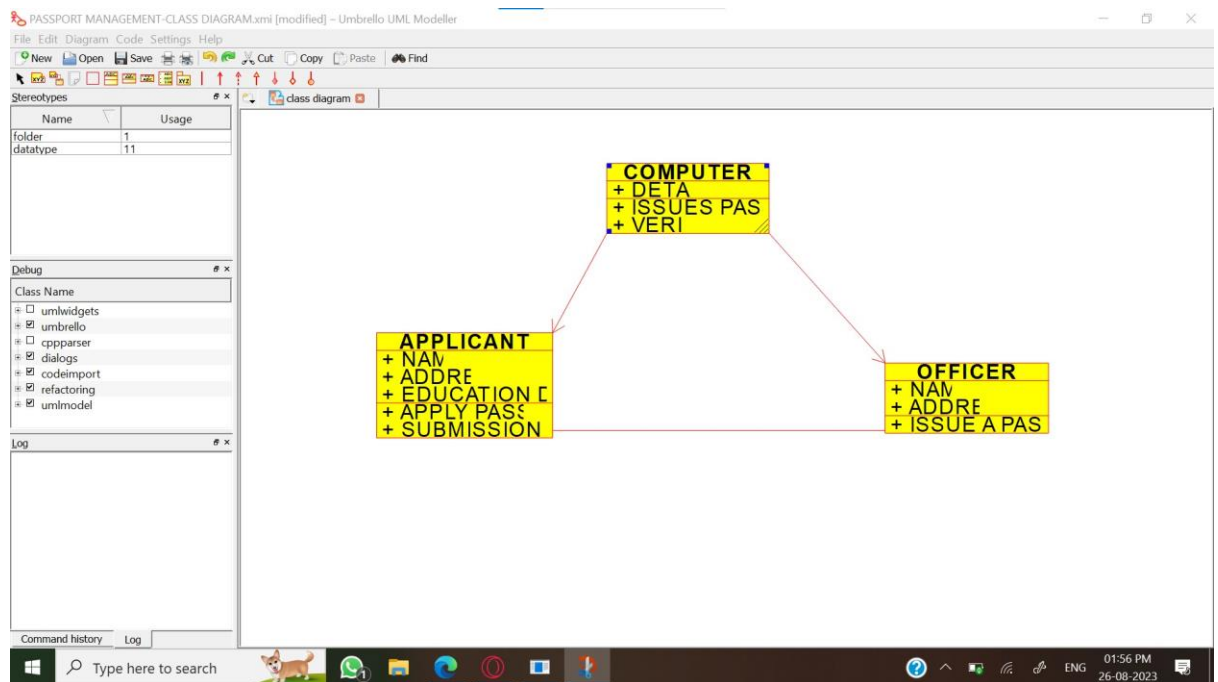 PASSPORT MANAGEMENT-CLASS DIAGRAM.xmi [modified] – Umbrello UML Modeller
File Edit Diagram Code Settings Help
New Open Save Cut Copy Paste Find
Stereotypes
class diagram
Name Usage
folder 1
datatype 11
COMPUTER
+ DETA
+ ISSUES PAS
+ VERI
Debug
Class Name
umlwidgets
umbrello
cppparser
dialogs
codeimport
refactoring
umlmodel
APPLICANT
+ NAM
+ ADDRE
+ EDUCATION D
+ APPLY PASS
+ SUBMISSION
OFFICER
+ NAM
+ ADDRE
+ ISSUE A PAS
Log
Command history Log
Type here to search
ENG
01:56 PM
26-08-2023